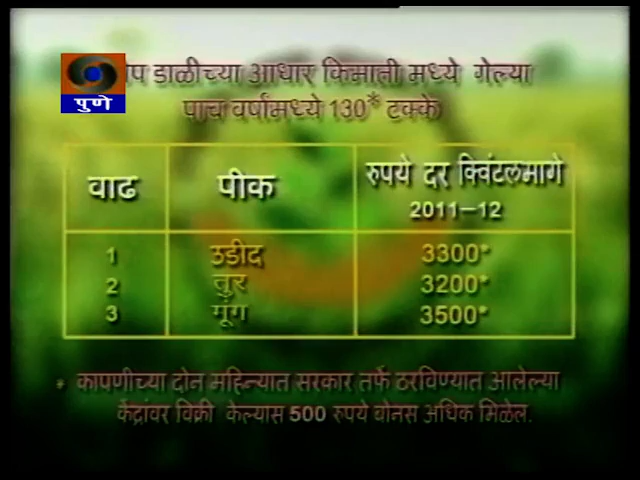 पुणे
डाळीच्या आधार किमाती मध्ये गेल्या
पाच वर्षांमध्ये 130* टक्के
वाढ पीक रुपये दर क्विंटलमागे
2011–12
1 उडीद 3300*
2 तुर 3200*
3 मूंग 3500*
* कापणीच्या दोन महिन्यात सरकार तर्फे ठरविण्यात आलेल्या
केंद्रांवर विक्री केल्यास 500 रुपये बोनस अधिक मिळेल.